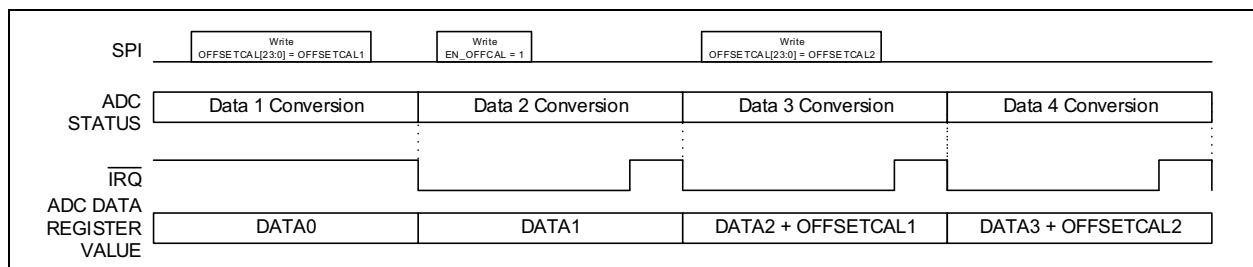 SPI
Write
OFFSETCAL[23:0] = OFFSETCAL1
Write
EN_OFFCAL = 1
Write
OFFSETCAL[23:0] = OFFSETCAL2
ADC
STATUS
Data 1 Conversion
Data 2 Conversion
Data 3 Conversion
Data 4 Conversion
IRQ
ADC DATA
REGISTER
VALUE
DATA0
DATA1
DATA2 + OFFSETCAL1
DATA3 + OFFSETCAL2